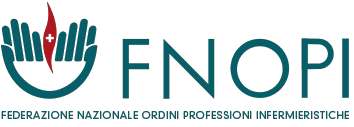 FNOPI
FEDERAZIONE NAZIONALE ORDINI PROFESSIONI INFERMIERISTICHE